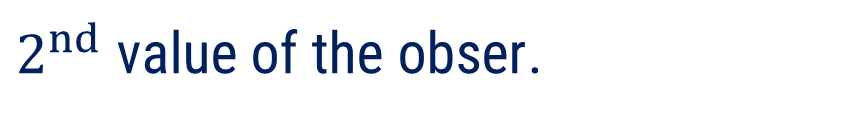 2nd value of the obser.